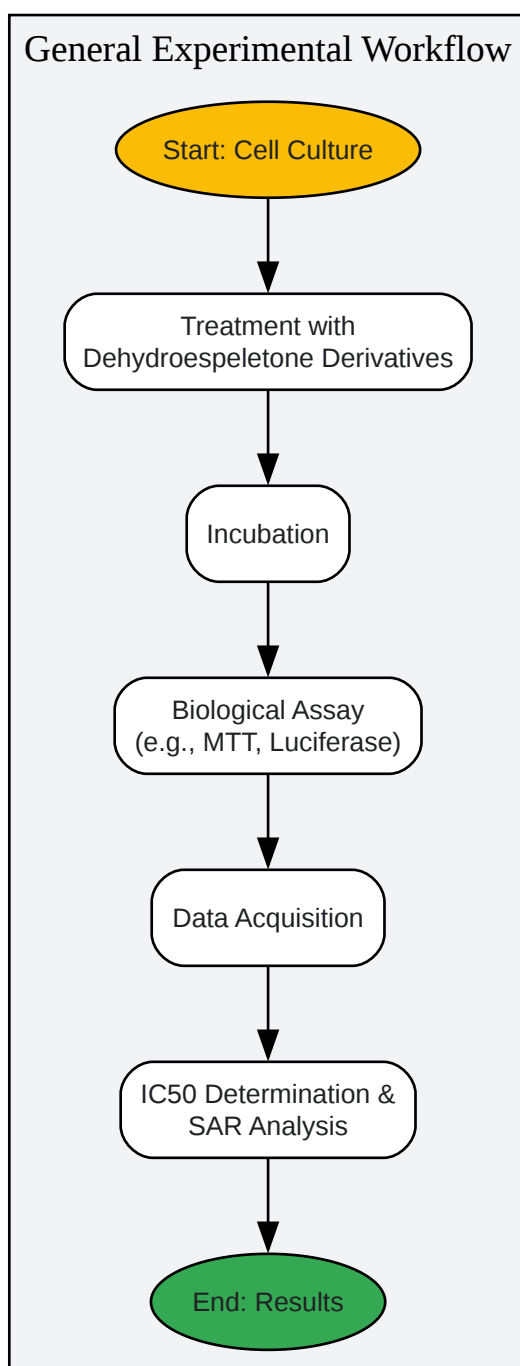 General Experimental Workflow
Start: Cell Culture
Treatment with
Dehydroespeletone Derivatives
Incubation
Biological Assay
(e.g., MTT, Luciferase)
Data Acquisition
IC50 Determination &
SAR Analysis
End: Results